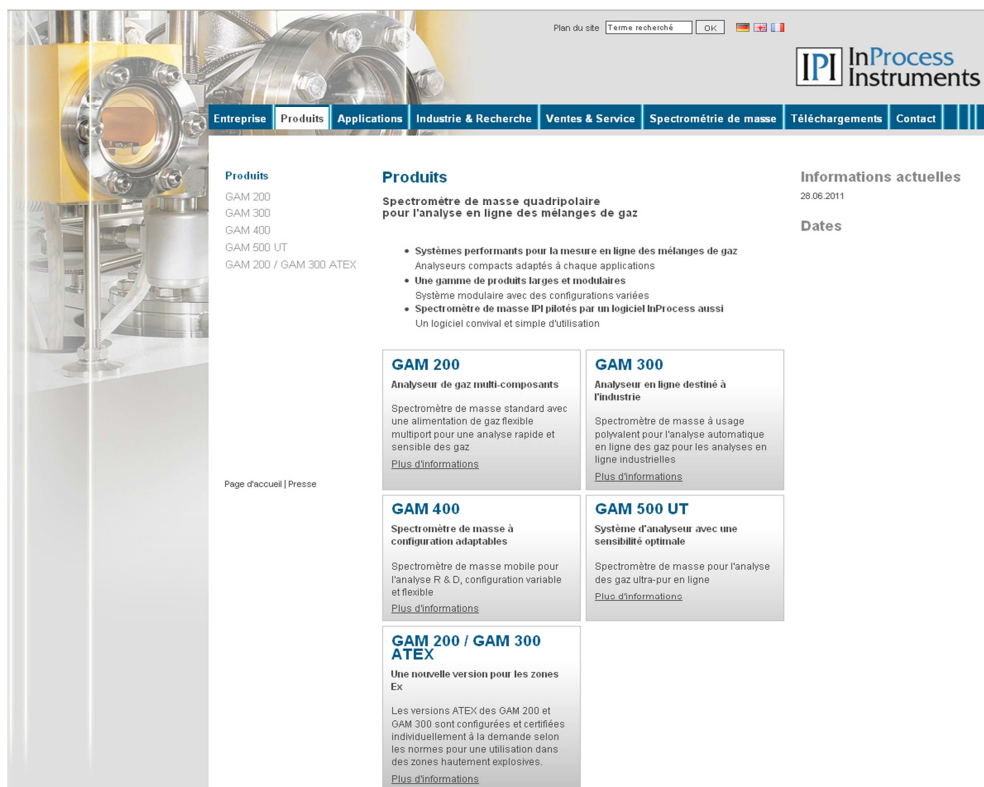 Plan du site Terme recherché OK
IPI InProcess
Instruments
Entreprise Produits Applications Industrie & Recherche Ventes & Service Spectrométrie de masse Téléchargements Contact
Produits
GAM 200
GAM 300
GAM 400
GAM 500 UT
GAM 200 / GAM 300 ATEX
Page d'accueil | Presse
Produits
Spectromètre de masse quadripolaire
pour l'analyse en ligne des mélanges de gaz
• Systèmes performants pour la mesure en ligne des mélanges de gaz
Analyseurs compacts adaptés à chaque applications
• Une gamme de produits larges et modulaires
Système modulaire avec des configurations variées
• Spectromètre de masse IPI pilotés par un logiciel InProcess aussi
Un logiciel convival et simple d'utilisation
GAM 200
Analyseur de gaz multi-composants
Spectromètre de masse standard avec
une alimentation de gaz flexible
multiport pour une analyse rapide et
sensible des gaz
Plus d'informations
GAM 300
Analyseur en ligne destiné à
l'industrie
Spectromètre de masse à usage
polyvalent pour l'analyse automatique
en ligne des gaz pour les analyses en
ligne industrielles
Plus d'informations
GAM 400
Spectromètre de masse à
configuration adaptables
Spectromètre de masse mobile pour
l'analyse R & D, configuration variable
et flexible
Plus d'informations
GAM 500 UT
Système d'analyseur avec une
sensibilité optimale
Spectromètre de masse pour l'analyse
des gaz ultra-pur en ligne
Plus d'informations
GAM 200 / GAM 300
ATEX
Une nouvelle version pour les zones
Ex
Les versions ATEX des GAM 200 et
GAM 300 sont configurées et certifiées
individuellement à la demande selon
les normes pour une utilisation dans
des zones hautement explosives.
Plus d'informations
Informations actuelles
28.06.2011
Dates